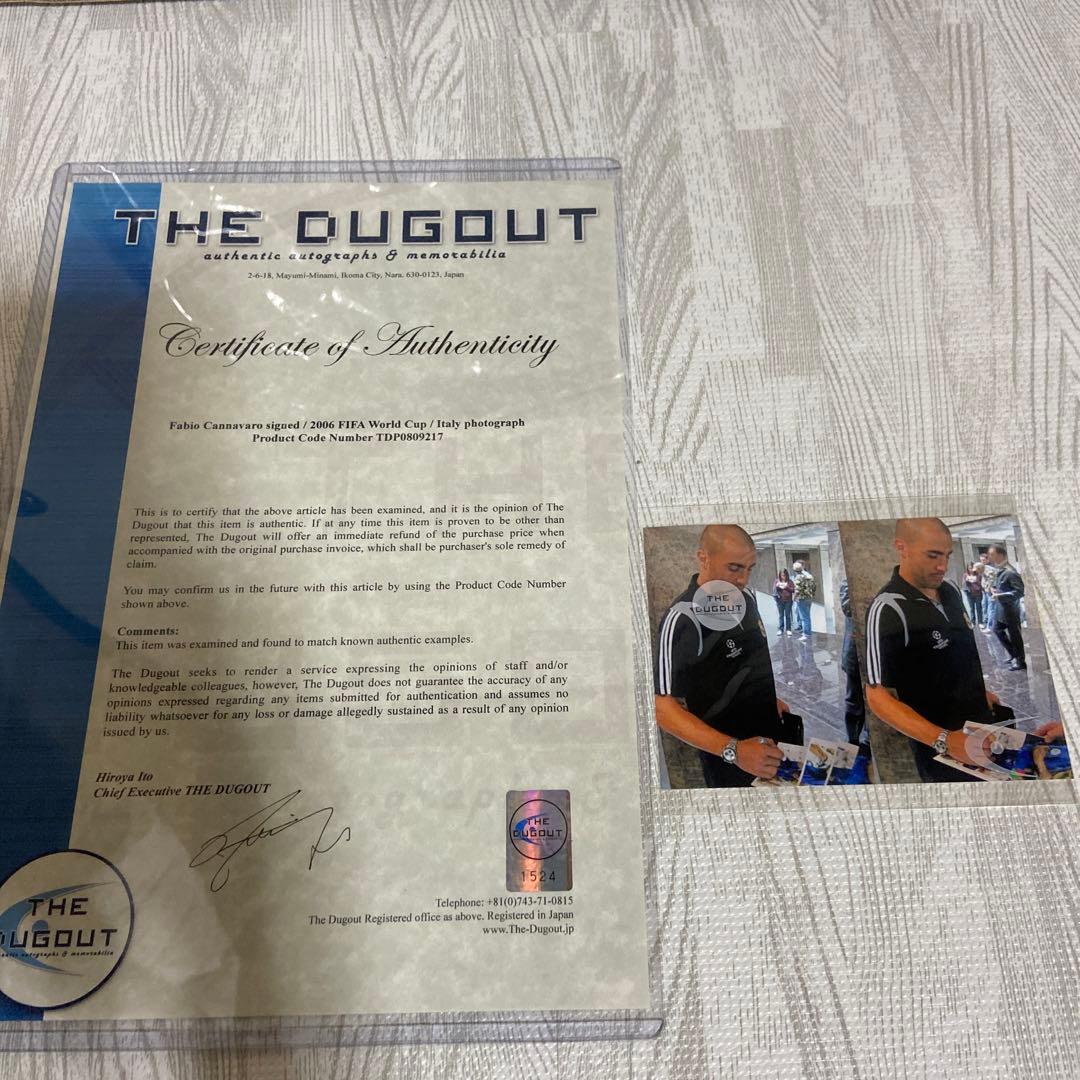 THE DUGOUT
authentic autographs & memorabilia
2-6-18, Mayumi-Minami, Ikoma City, Nara. 630-0123, Japan
Certificate of Authenticity
Fabio Cannavaro signed / 2006 FIFA World Cup / Italy photograph
Product Code Number TDP0809217
This is to certify that the above article has been examined, and it is the opinion of The
Dugout that this item is authentic. If at any time this item is proven to be other than
represented, The Dugout will offer an immediate refund of the purchase price when
accompanied with the original purchase invoice, which shall be purchaser's sole remedy of
claim.
You may confirm us in the future with this article by using the Product Code Number
shown above.
Comments:
This item was examined and found to match known authentic examples.
The Dugout seeks to render a service expressing the opinions of staff and/or
knowledgeable colleagues, however, The Dugout does not guarantee the accuracy of any
opinions expressed regarding any items submitted for authentication and assumes no
liability whatsoever for any loss or damage allegedly sustained as a result of any opinion
issued by us.
Hiroya Ito
Chief Executive THE DUGOUT
THE
DUGOUT
1524
Telephone: +81(0)743-71-0815
The Dugout Registered office as above. Registered in Japan
www.The-Dugout.jp
THE
UGOUT
autographs & memorabilia
THE
DUGOUT